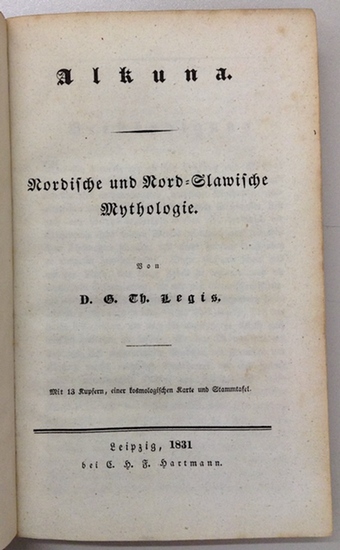 Alkuna.
Nordische und Nord-Slawische
Mythologie.
Von
D. G. Th. Legis.
Mit 13 Kupfern, einer kosmologischen Karte und Stammtafel.
Leipzig, 1831
bei C. H. F. Hartmann.